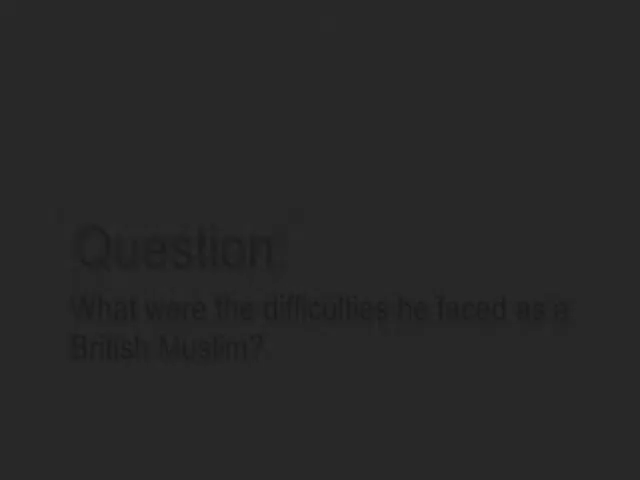 Question
What were the difficulties he faced as a
British Muslim?